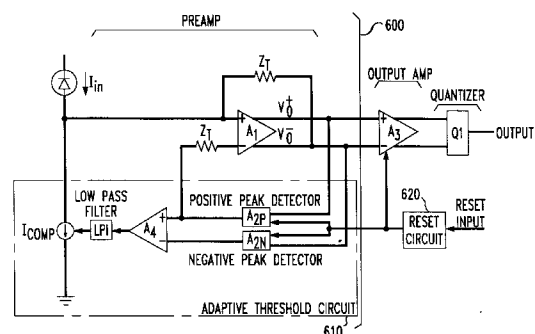 PREAMP
600
I_in
Z_T
OUTPUT AMP
QUANTIZER
V_0^+
+
A_1
-
V_0^-
Z_T
+
A_3
-
Q1
OUTPUT
LOW PASS
FILTER
POSITIVE PEAK DETECTOR
620
RESET
INPUT
I_COMP
LP1
+
A_4
-
A_2P
A_2N
RESET
CIRCUIT
NEGATIVE PEAK DETECTOR
ADAPTIVE THRESHOLD CIRCUIT
610